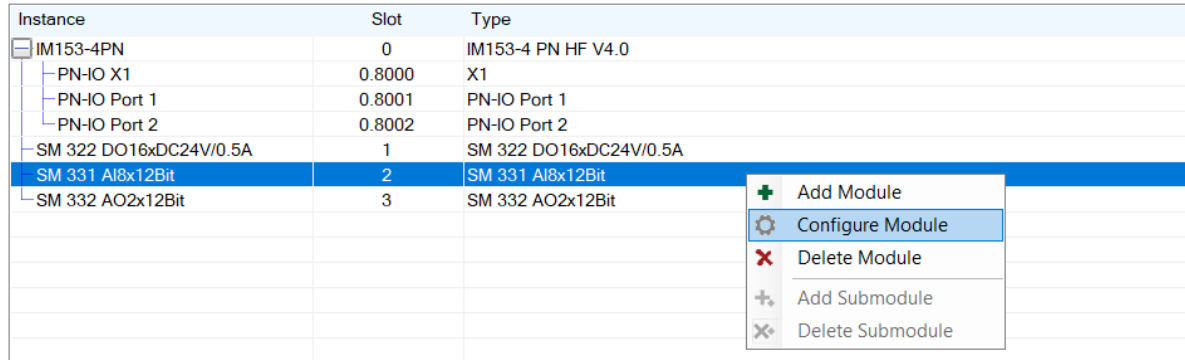 Instance Slot Type
IM153-4PN 0 IM153-4 PN HF V4.0
PN-IO X1 0.8000 X1
PN-IO Port 1 0.8001 PN-IO Port 1
PN-IO Port 2 0.8002 PN-IO Port 2
SM 322 DO16xDC24V/0.5A 1 SM 322 DO16xDC24V/0.5A
SM 331 AI8x12Bit 2 SM 331 AI8x12Bit
SM 332 AO2x12Bit 3 SM 332 AO2x12Bit
Add Module
Configure Module
Delete Module
Add Submodule
Delete Submodule